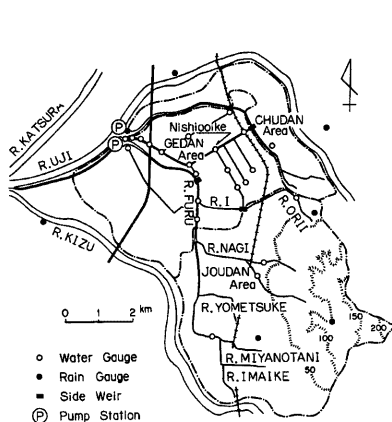 R.KATSURA
R.UJI
R.KIZU
P
P
Nishiooike
GEDAN
Area
CHUDAN
Area
R.FURU
R.I
R.ORII
R.NAGI
JOUDAN
Area
R.YOMETSUKE
R.MIYANOTANI
R.IMAIKE
50
100
150
200
0 1 2 km
Water Gauge
Rain Gauge
Side Weir
P Pump Station